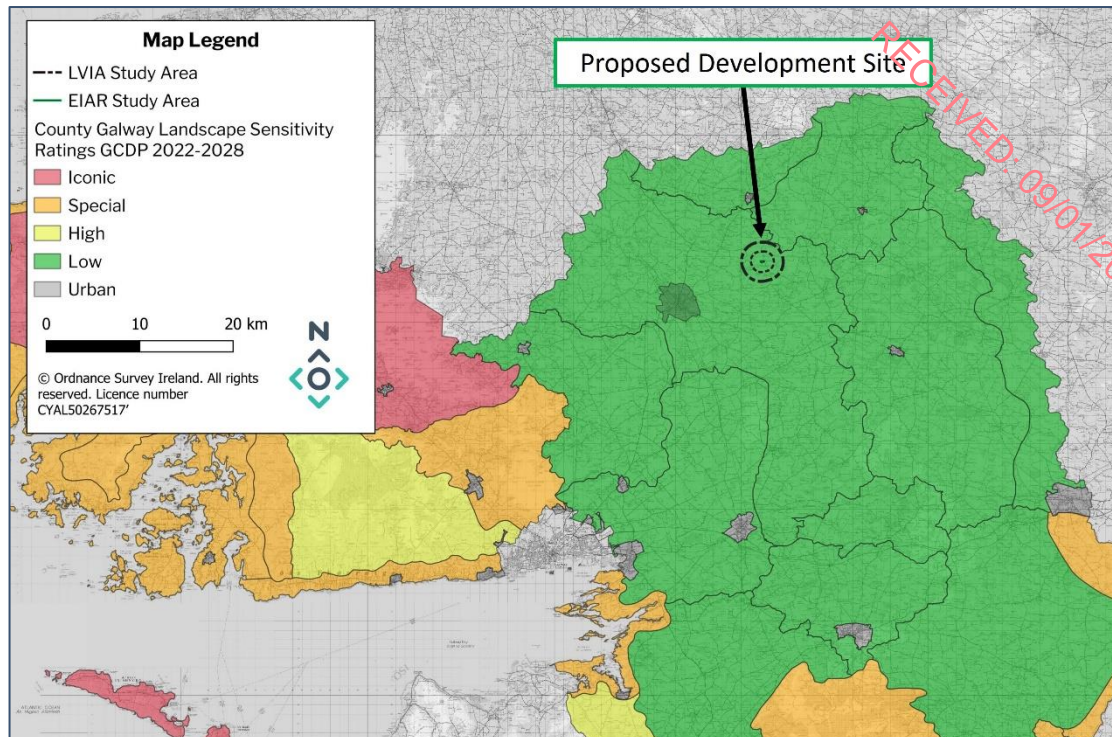 Map Legend
LVIA Study Area
EIAR Study Area
County Galway Landscape Sensitivity
Ratings GCDP 2022-2028
Iconic
Special
High
Low
Urban
0 10 20 km
© Ordnance Survey Ireland. All rights
reserved. Licence number
CYAL50267517’
N
Proposed Development Site
RECEIVED: 09/01/20